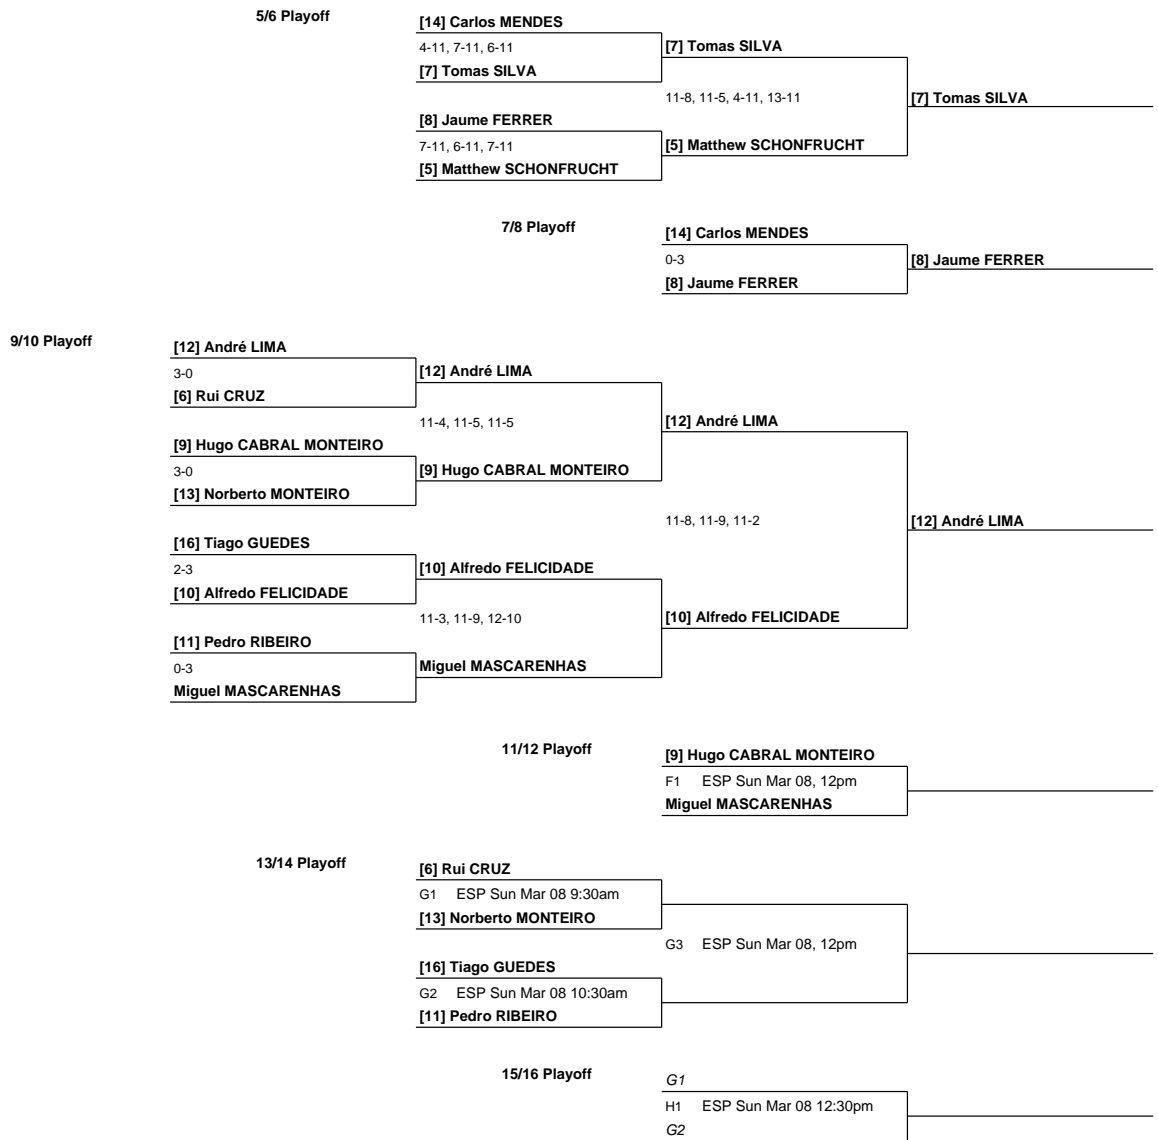 5/6 Playoff
[14] Carlos MENDES
4-11, 7-11, 6-11
[7] Tomas SILVA
[7] Tomas SILVA
11-8, 11-5, 4-11, 13-11
[7] Tomas SILVA
[8] Jaume FERRER
7-11, 6-11, 7-11
[5] Matthew SCHONFRUCHT
[5] Matthew SCHONFRUCHT
7/8 Playoff
[14] Carlos MENDES
0-3
[8] Jaume FERRER
[8] Jaume FERRER
9/10 Playoff
[12] André LIMA
3-0
[6] Rui CRUZ
[12] André LIMA
11-4, 11-5, 11-5
[12] André LIMA
[9] Hugo CABRAL MONTEIRO
3-0
[13] Norberto MONTEIRO
[9] Hugo CABRAL MONTEIRO
11-8, 11-9, 11-2
[12] André LIMA
[16] Tiago GUEDES
2-3
[10] Alfredo FELICIDADE
[10] Alfredo FELICIDADE
11-3, 11-9, 12-10
[10] Alfredo FELICIDADE
[11] Pedro RIBEIRO
0-3
Miguel MASCARENHAS
Miguel MASCARENHAS
11/12 Playoff
[9] Hugo CABRAL MONTEIRO
F1 ESP Sun Mar 08, 12pm
Miguel MASCARENHAS
13/14 Playoff
[6] Rui CRUZ
G1 ESP Sun Mar 08 9:30am
[13] Norberto MONTEIRO
G3 ESP Sun Mar 08, 12pm
[16] Tiago GUEDES
G2 ESP Sun Mar 08 10:30am
[11] Pedro RIBEIRO
15/16 Playoff
G1
H1 ESP Sun Mar 08 12:30pm
G2